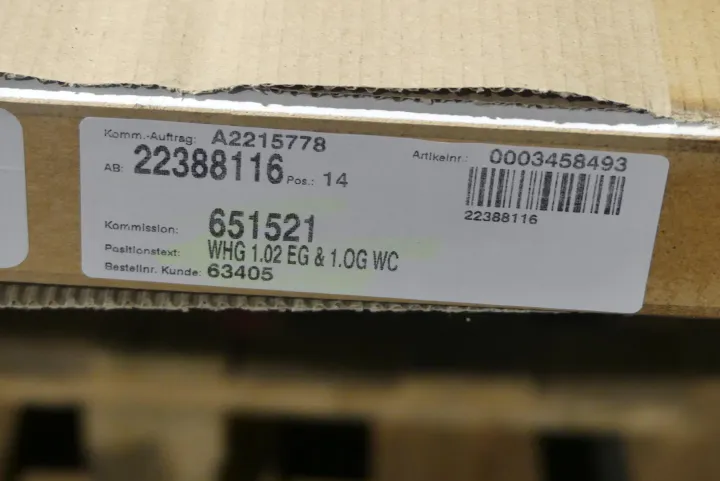 Komm.-Auftrag: A2215778
Artikelnr.: 0003458493
AB: 22388116 Pos.: 14
22388116
Kommission: 651521
Positionstext: WHG 1.02 EG & 1.OG WC
Bestellnr. Kunde: 63405